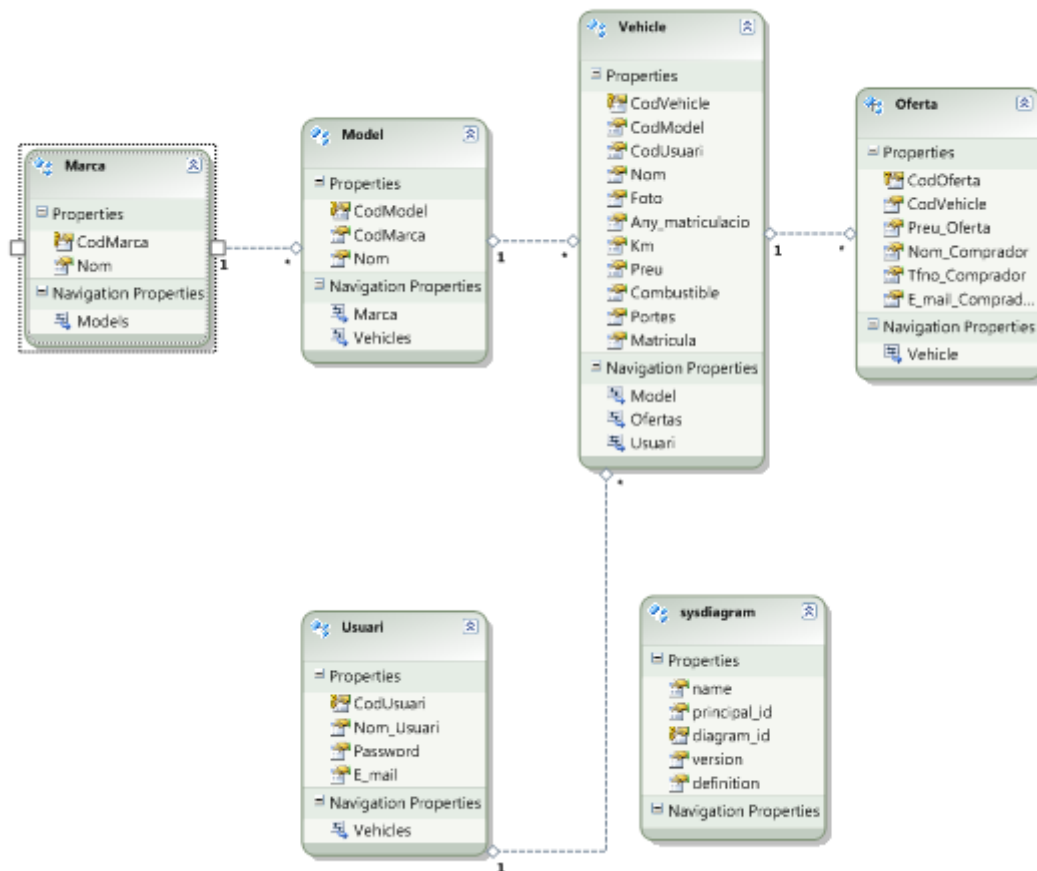 Marca
Properties
CodMarca
Nom
Navigation Properties
Models
1
*
Model
Properties
CodModel
CodMarca
Nom
Navigation Properties
Marca
Vehicles
1
*
Vehicle
Properties
CodVehicle
CodModel
CodUsuari
Nom
Foto
Any_matriculacio
Km
Preu
Combustible
Portes
Matricula
Navigation Properties
Model
Ofertas
Usuari
1
*
Oferta
Properties
CodOferta
CodVehicle
Preu_Oferta
Nom_Comprador
Tfno_Comprador
E_mail_Comprad...
Navigation Properties
Vehicle
*
Usuari
Properties
CodUsuari
Nom_Usuari
Password
E_mail
Navigation Properties
Vehicles
1
sysdiagram
Properties
name
principal_id
diagram_id
version
definition
Navigation Properties